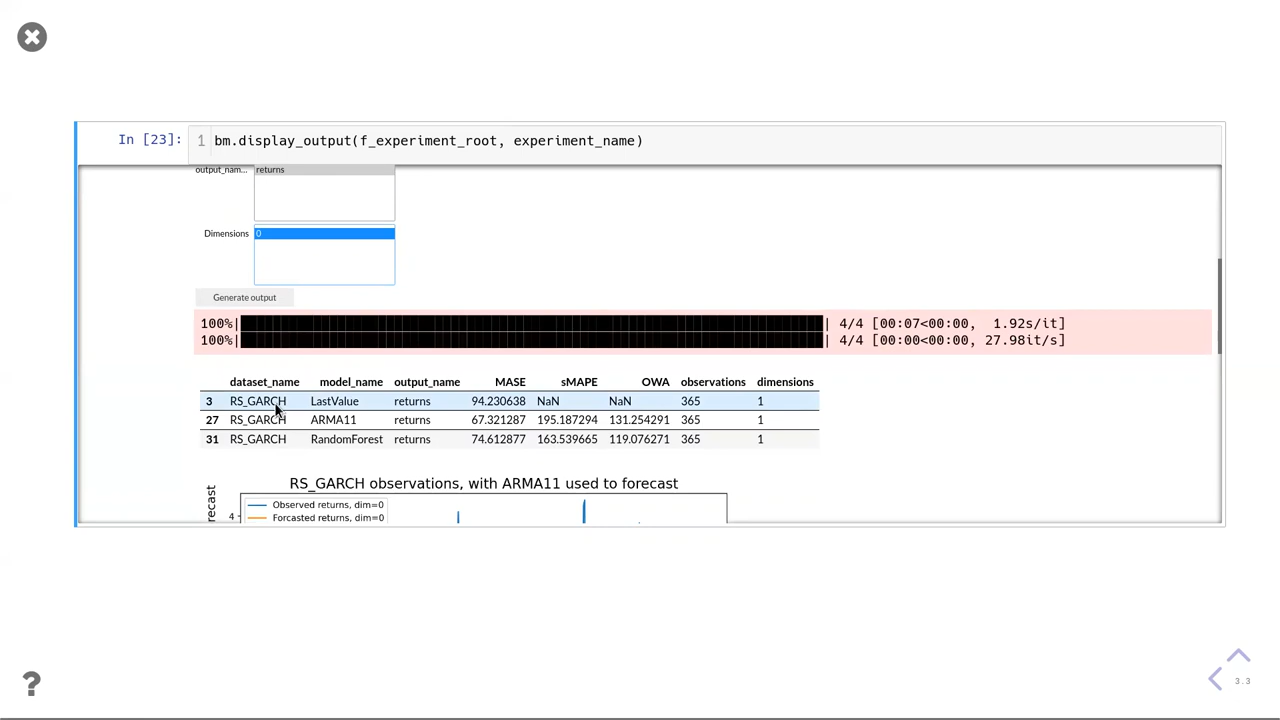 In [23]: 1 bm.display_output(f_experiment_root, experiment_name)
output_nam... returns
Dimensions 0
Generate output
100%| | 4/4 [00:07<00:00, 1.92s/it]
100%| | 4/4 [00:00<00:00, 27.98it/s]
dataset_name model_name output_name MASE sMAPE OWA observations dimensions
3 RS_GARCH LastValue returns 94.230638 NaN NaN 365 1
27 RS_GARCH ARMA11 returns 67.321287 195.187294 131.254291 365 1
31 RS_GARCH RandomForest returns 74.612877 163.539665 119.076271 365 1
RS_GARCH observations, with ARMA11 used to forecast
recast
Observed returns, dim=0
4
Forcasted returns, dim=0
?
3.3